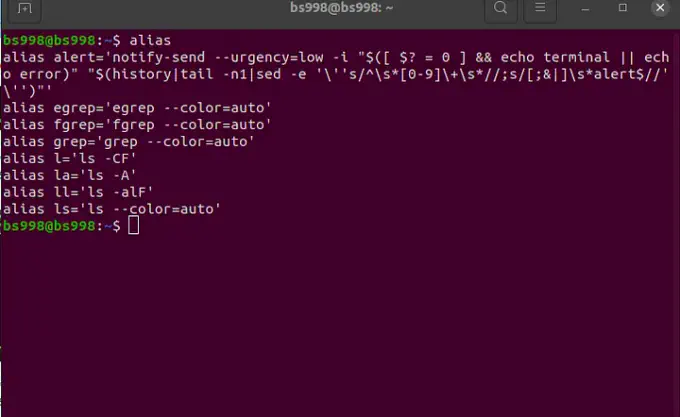 bs998@bs998: ~
bs998@bs998:~$ alias
alias alert='notify-send --urgency=low -i "$([ $? = 0 ] && echo terminal || ech
o error)" "$(history|tail -n1|sed -e '\''s/^\s*[0-9]\+\s*//;s/[;&|]\s*alert$//'
\'')"'
alias egrep='egrep --color=auto'
alias fgrep='fgrep --color=auto'
alias grep='grep --color=auto'
alias l='ls -CF'
alias la='ls -A'
alias ll='ls -alF'
alias ls='ls --color=auto'
bs998@bs998:~$